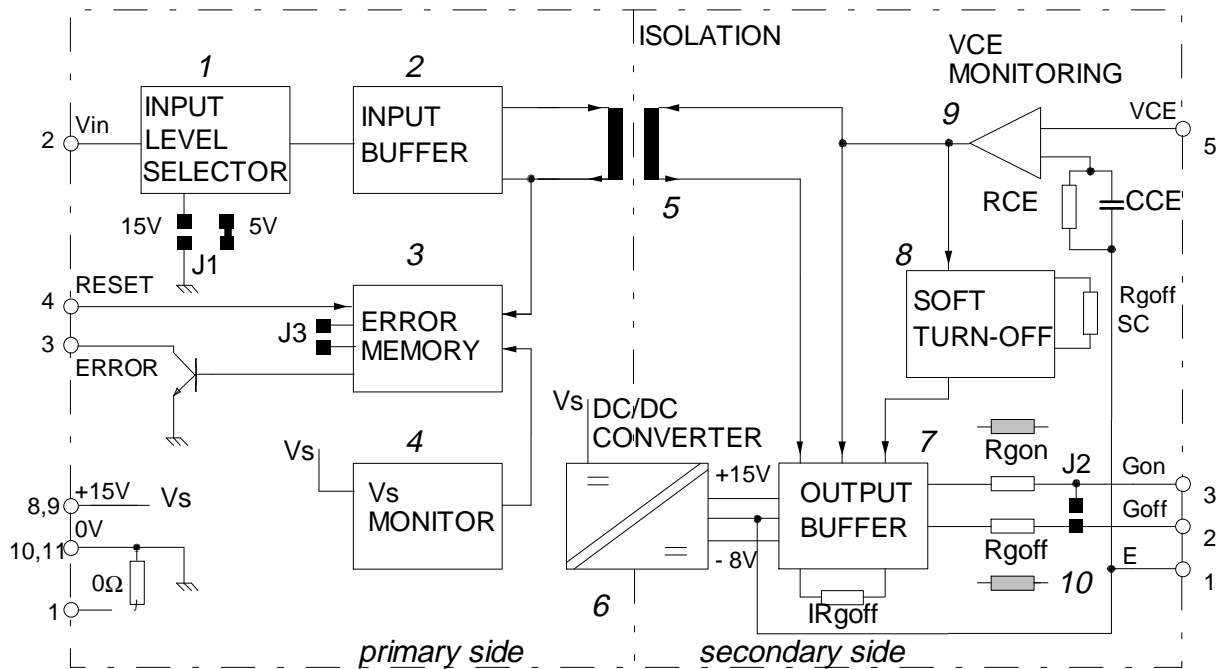 ISOLATION
VCE
MONITORING
1
2
9
VCE
5
2
Vin
INPUT
LEVEL
SELECTOR
INPUT
BUFFER
5
RCE
CCE
15V
5V
J1
3
8
RESET
4
J3
ERROR
MEMORY
SOFT
TURN-OFF
Rgoff
SC
3
ERROR
Vs
DC/DC
CONVERTER
7
Rgon
J2
Gon
3
4
Vs
Vs
MONITOR
+15V
OUTPUT
BUFFER
Goff
2
8,9
+15V
Vs
0V
10,11
Rgoff
- 8V
E
1
0Ω
10
6
IRgoff
1
primary side
secondary side